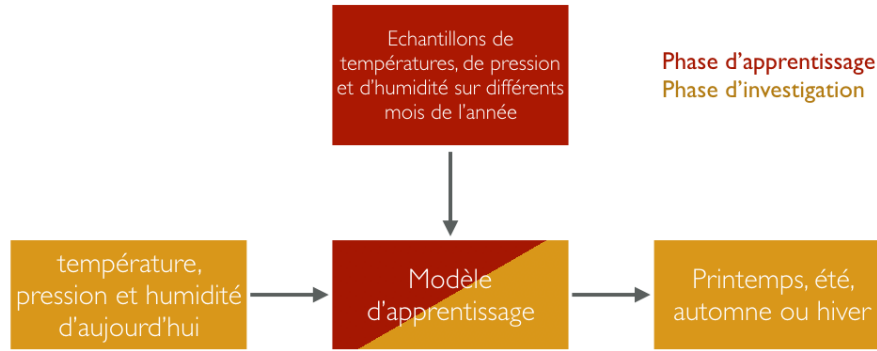 Echantillons de
températures, de pression
et d'humidité sur différents
mois de l'année
Phase d'apprentissage
Phase d'investigation
température,
pression et humidité
d'aujourd'hui
Modèle
d'apprentissage
Printemps, été,
automne ou hiver